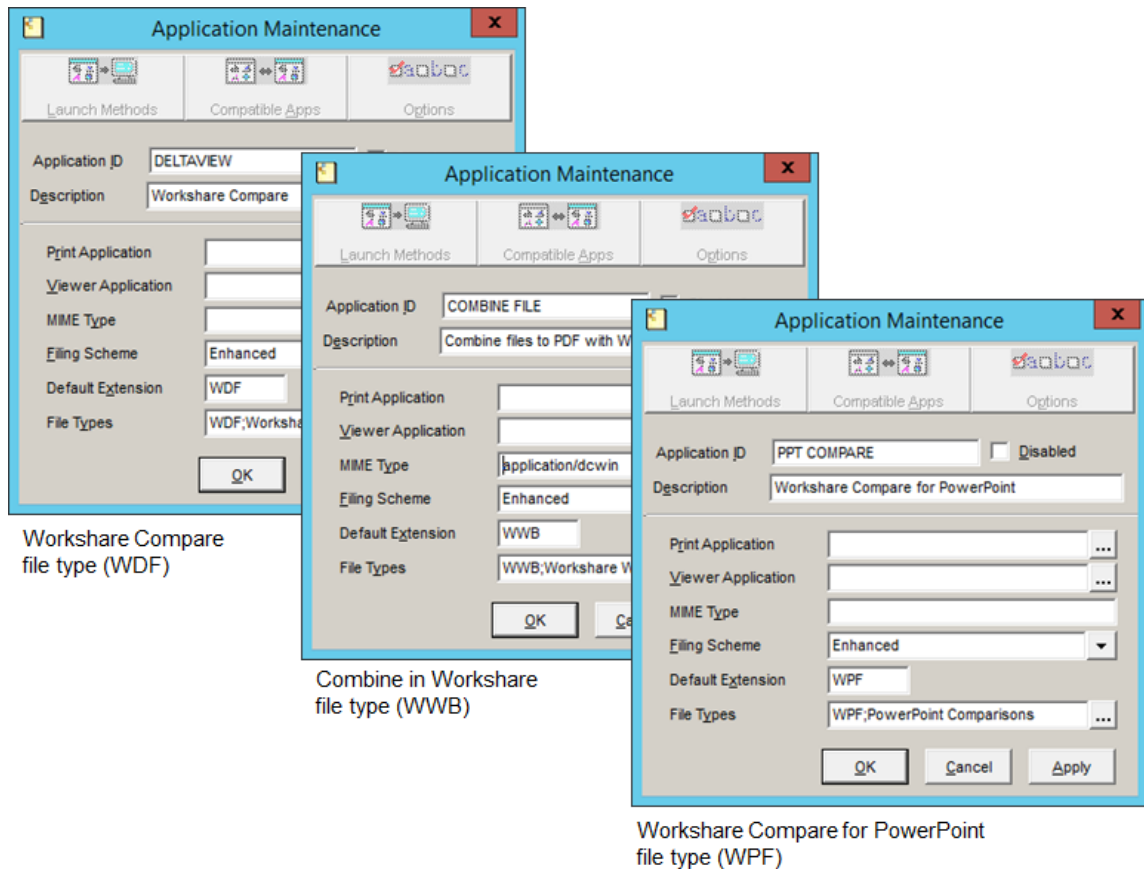 Application Maintenance
x
Launch Methods
Compatible Apps
Options
Application ID DELTAVIEW
Description Workshare Compare
Print Application
Viewer Application
MIME Type
Filing Scheme Enhanced
Default Extension WDF
File Types WDF;Worksha
OK
Workshare Compare
file type (WDF)
Application Maintenance
x
Launch Methods
Compatible Apps
Options
Application ID COMBINE FILE
Description Combine files to PDF with W
Print Application
Viewer Application
MIME Type application/dcwin
Filing Scheme Enhanced
Default Extension WWB
File Types WWB;Workshare W
OK Ca
Combine in Workshare
file type (WWB)
Application Maintenance
x
Launch Methods
Compatible Apps
Options
Application ID PPT COMPARE Disabled
Description Workshare Compare for PowerPoint
Print Application ...
Viewer Application ...
MIME Type
Filing Scheme Enhanced
Default Extension WPF
File Types WPF;PowerPoint Comparisons ...
OK Cancel Apply
Workshare Compare for PowerPoint
file type (WPF)